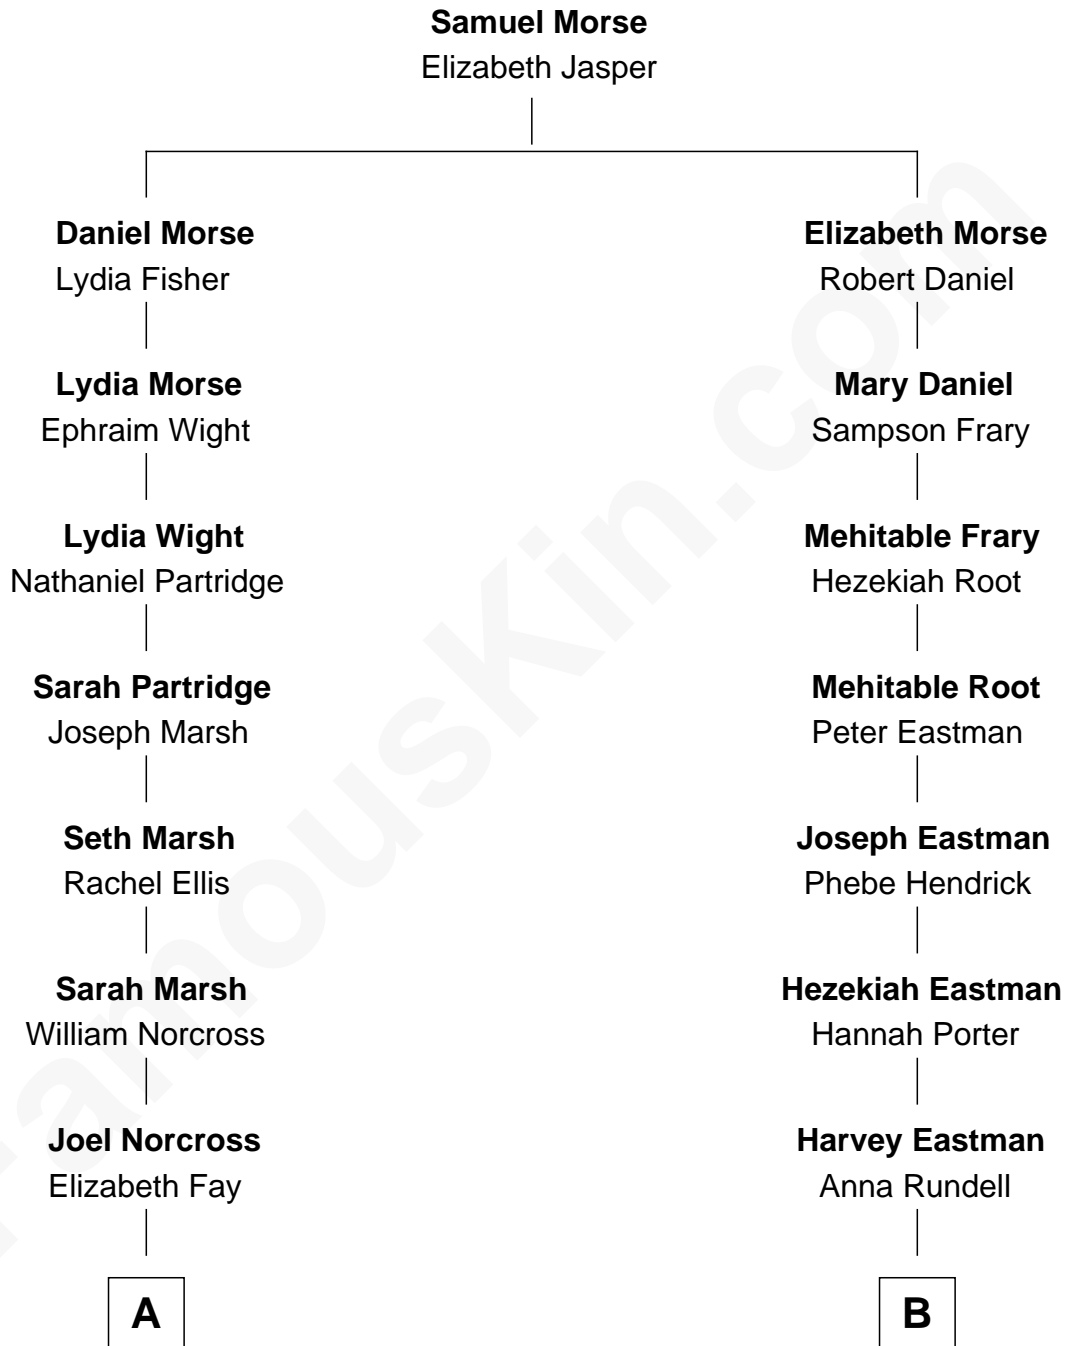 Samuel Morse
Elizabeth Jasper
Daniel Morse
Lydia Fisher
Elizabeth Morse
Robert Daniel
Lydia Morse
Ephraim Wight
Mary Daniel
Sampson Frary
Lydia Wight
Nathaniel Partridge
Mehitable Frary
Hezekiah Root
Sarah Partridge
Joseph Marsh
Mehitable Root
Peter Eastman
Seth Marsh
Rachel Ellis
Joseph Eastman
Phebe Hendrick
Sarah Marsh
William Norcross
Hezekiah Eastman
Hannah Porter
Joel Norcross
Elizabeth Fay
Harvey Eastman
Anna Rundell
A
B
FamousKin.com